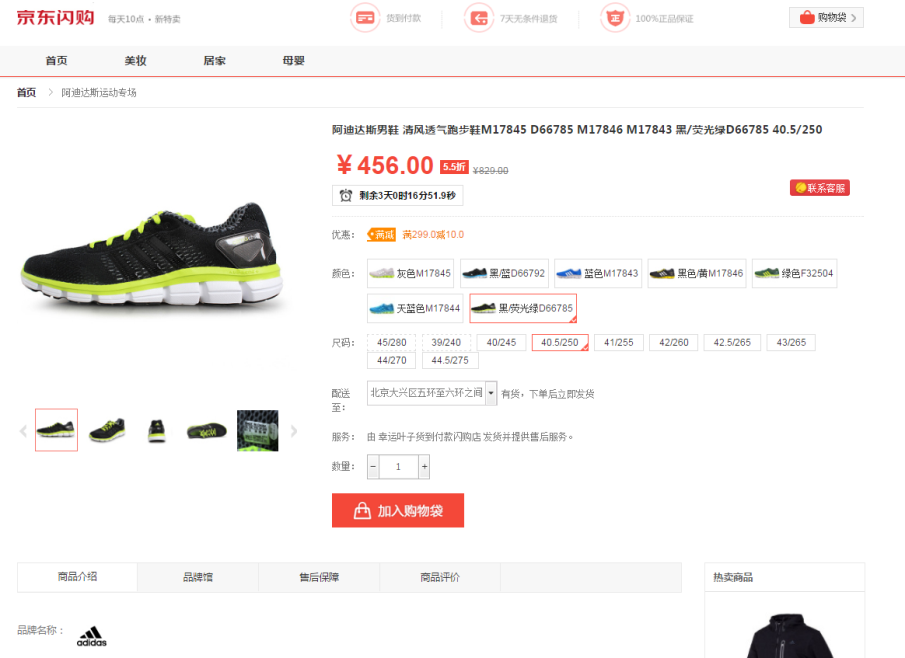 京东闪购 每天10点·新特卖 货到付款 7天无条件退货 100%正品保证 购物袋
首页 美妆 居家 母婴
首页 > 阿迪达斯运动专场
阿迪达斯男鞋 清风透气跑步鞋M17845 D66785 M17846 M17843 黑/荧光绿D66785 40.5/250
¥456.00 5.5折 ¥829.00
剩余3天0时16分51.9秒 联系客服
优惠： 满减 满299.0减10.0
颜色： 灰色M17845 黑/蓝D66792 蓝色M17843 黑色/黄M17846 绿色F32504
天蓝色M17844 黑/荧光绿D66785
尺码： 45/280 39/240 40/245 40.5/250 41/255 42/260 42.5/265 43/265
44/270 44.5/275
配送至： 北京大兴区五环至六环之间 有货，下单后立即发货
服务： 由 幸运叶子货到付款闪购店 发货并提供售后服务。
数量： - 1 +
加入购物袋
商品介绍 品牌馆 售后保障 商品评价 热卖商品
品牌名称： adidas